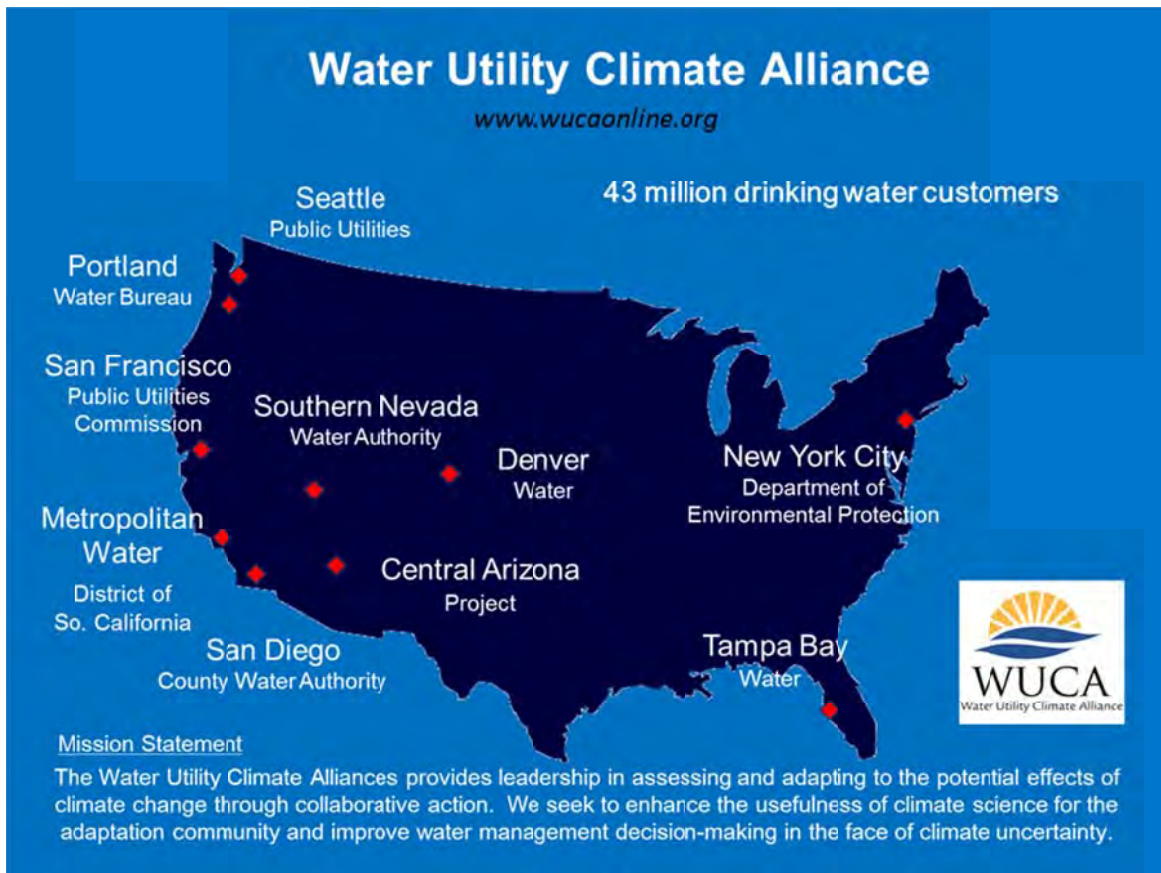 Water Utility Climate Alliance
www.wucaonline.org
43 million drinking water customers
Seattle
Public Utilities
Portland
Water Bureau
San Francisco
Public Utilities
Commission
Southern Nevada
Water Authority
Denver
Water
New York City
Department of
Environmental Protection
Metropolitan
Water
District of
So. California
Central Arizona
Project
San Diego
County Water Authority
Tampa Bay
Water
WUCA
Water Utility Climate Alliance
Mission Statement
The Water Utility Climate Alliances provides leadership in assessing and adapting to the potential effects of
climate change through collaborative action. We seek to enhance the usefulness of climate science for the
adaptation community and improve water management decision-making in the face of climate uncertainty.